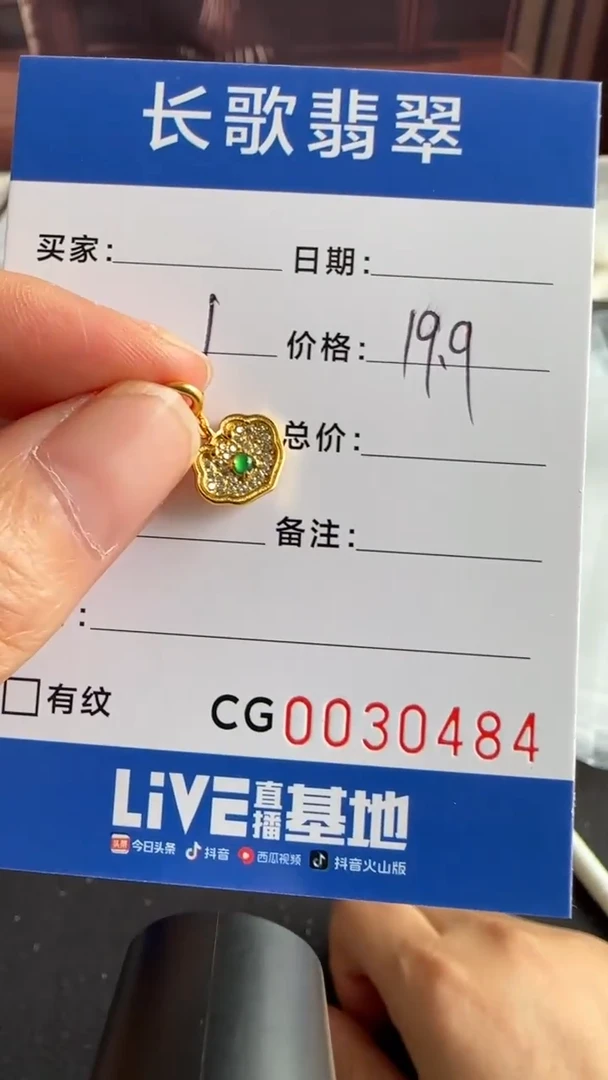 长歌翡翠
买家: 日期:
1 价格: 19.9
总价:
备注:
:
有纹 CG0030484
LiVE直播基地
头条 今日头条 抖音 西瓜视频 抖音火山版